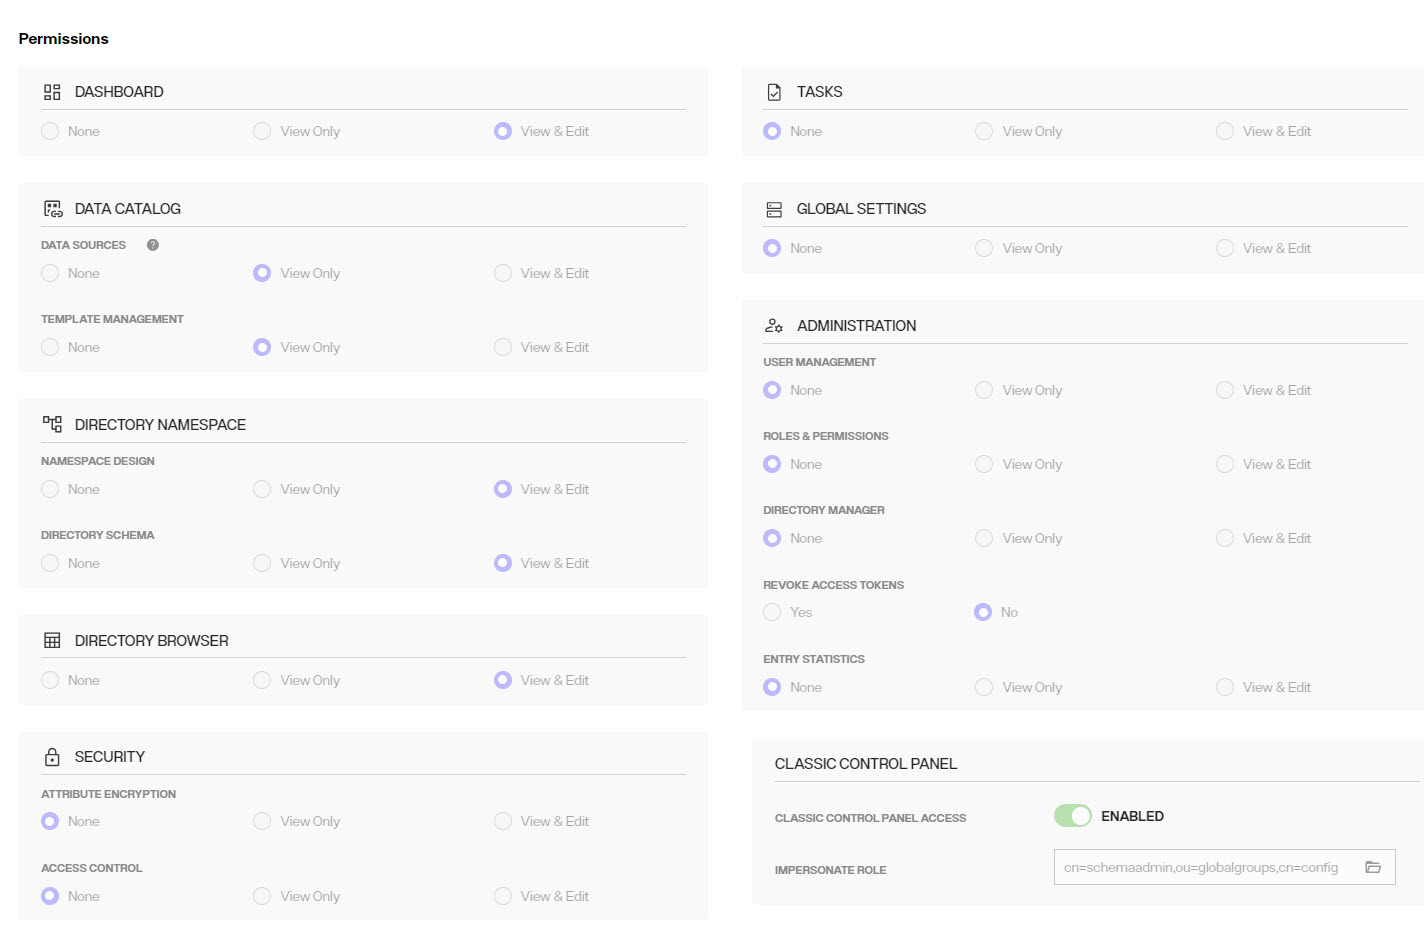 Permissions
DASHBOARD
None View Only View & Edit
DATA CATALOG
DATA SOURCES ?
None View Only View & Edit
TEMPLATE MANAGEMENT
None View Only View & Edit
DIRECTORY NAMESPACE
NAMESPACE DESIGN
None View Only View & Edit
DIRECTORY SCHEMA
None View Only View & Edit
DIRECTORY BROWSER
None View Only View & Edit
SECURITY
ATTRIBUTE ENCRYPTION
None View Only View & Edit
ACCESS CONTROL
None View Only View & Edit
TASKS
None View Only View & Edit
GLOBAL SETTINGS
None View Only View & Edit
ADMINISTRATION
USER MANAGEMENT
None View Only View & Edit
ROLES & PERMISSIONS
None View Only View & Edit
DIRECTORY MANAGER
None View Only View & Edit
REVOKE ACCESS TOKENS
Yes No
ENTRY STATISTICS
None View Only View & Edit
CLASSIC CONTROL PANEL
CLASSIC CONTROL PANEL ACCESS ENABLED
IMPERSONATE ROLE cn=schemaadmin,ou=globalgroups,cn=config